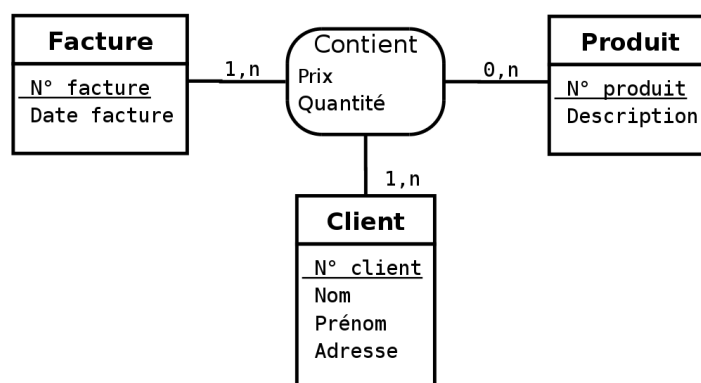 Facture
N° facture
Date facture
1,n
Contient
Prix
Quantité
0,n
Produit
N° produit
Description
1,n
Client
N° client
Nom
Prénom
Adresse